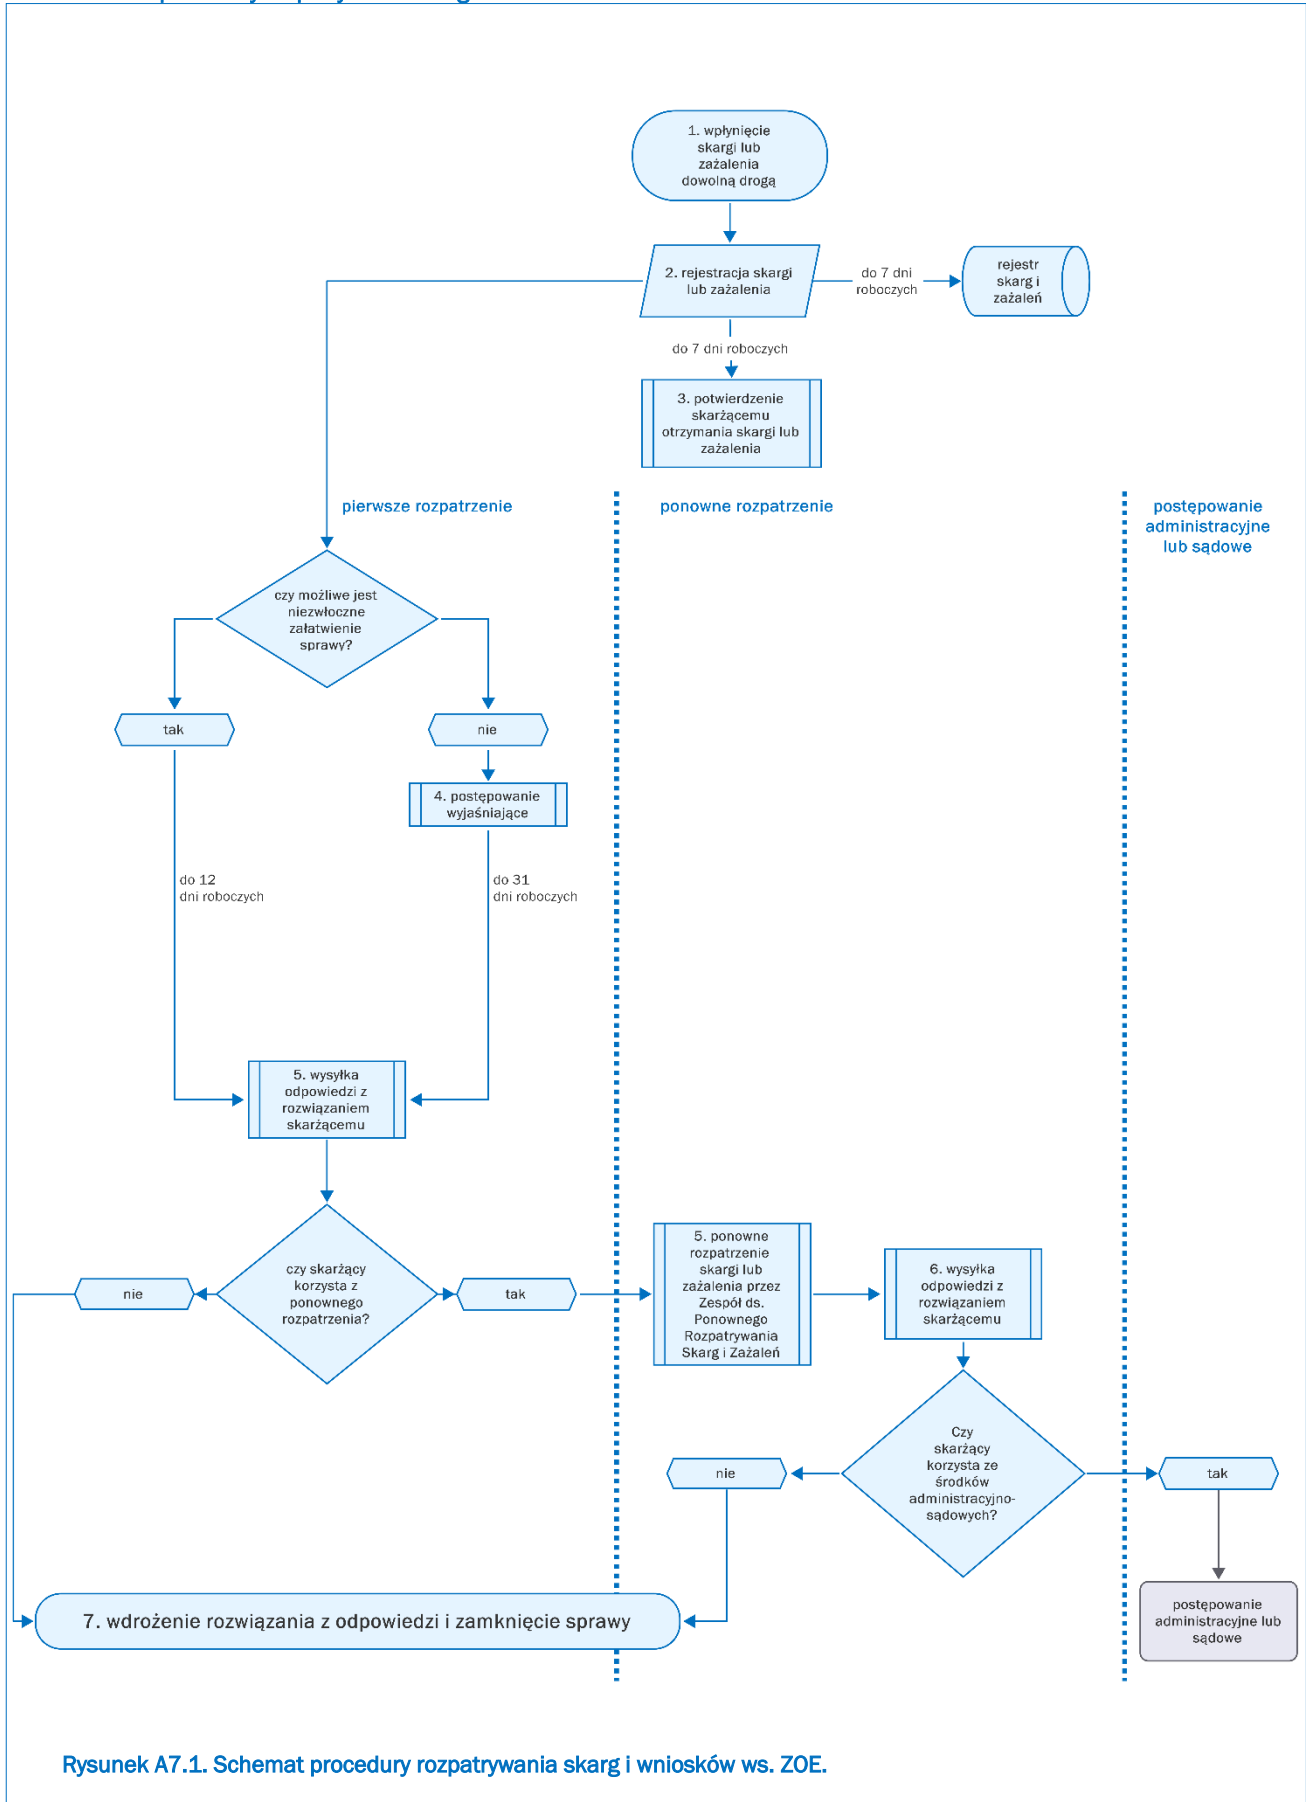 1. wpłynięcie
skargi lub
zażalenia
dowolną drogą
2. rejestracja skargi
lub zażalenia
do 7 dni
roboczych
rejestr
skarg i
zażaleń
do 7 dni roboczych
3. potwierdzenie
skarżącemu
otrzymania skargi lub
zażalenia
pierwsze rozpatrzenie
ponowne rozpatrzenie
postępowanie
administracyjne
lub sądowe
czy możliwe jest
niezwłoczne
załatwienie
sprawy?
tak
nie
4. postępowanie
wyjaśniające
do 12
dni roboczych
do 31
dni roboczych
5. wysyłka
odpowiedzi z
rozwiązaniem
skarżącemu
czy skarżący
korzysta z
ponownego
rozpatrzenia?
nie
tak
5. ponowne
rozpatrzenie
skargi lub
zażalenia przez
Zespół ds.
Ponownego
Rozpatrywania
Skarg i Zażaleń
6. wysyłka
odpowiedzi z
rozwiązaniem
skarżącemu
Czy
skarżący
korzysta ze
środków
administracyjno-
sądowych?
nie
tak
7. wdrożenie rozwiązania z odpowiedzi i zamknięcie sprawy
postępowanie
administracyjne lub
sądowe
Rysunek A7.1. Schemat procedury rozpatrywania skarg i wniosków ws. ZOE.